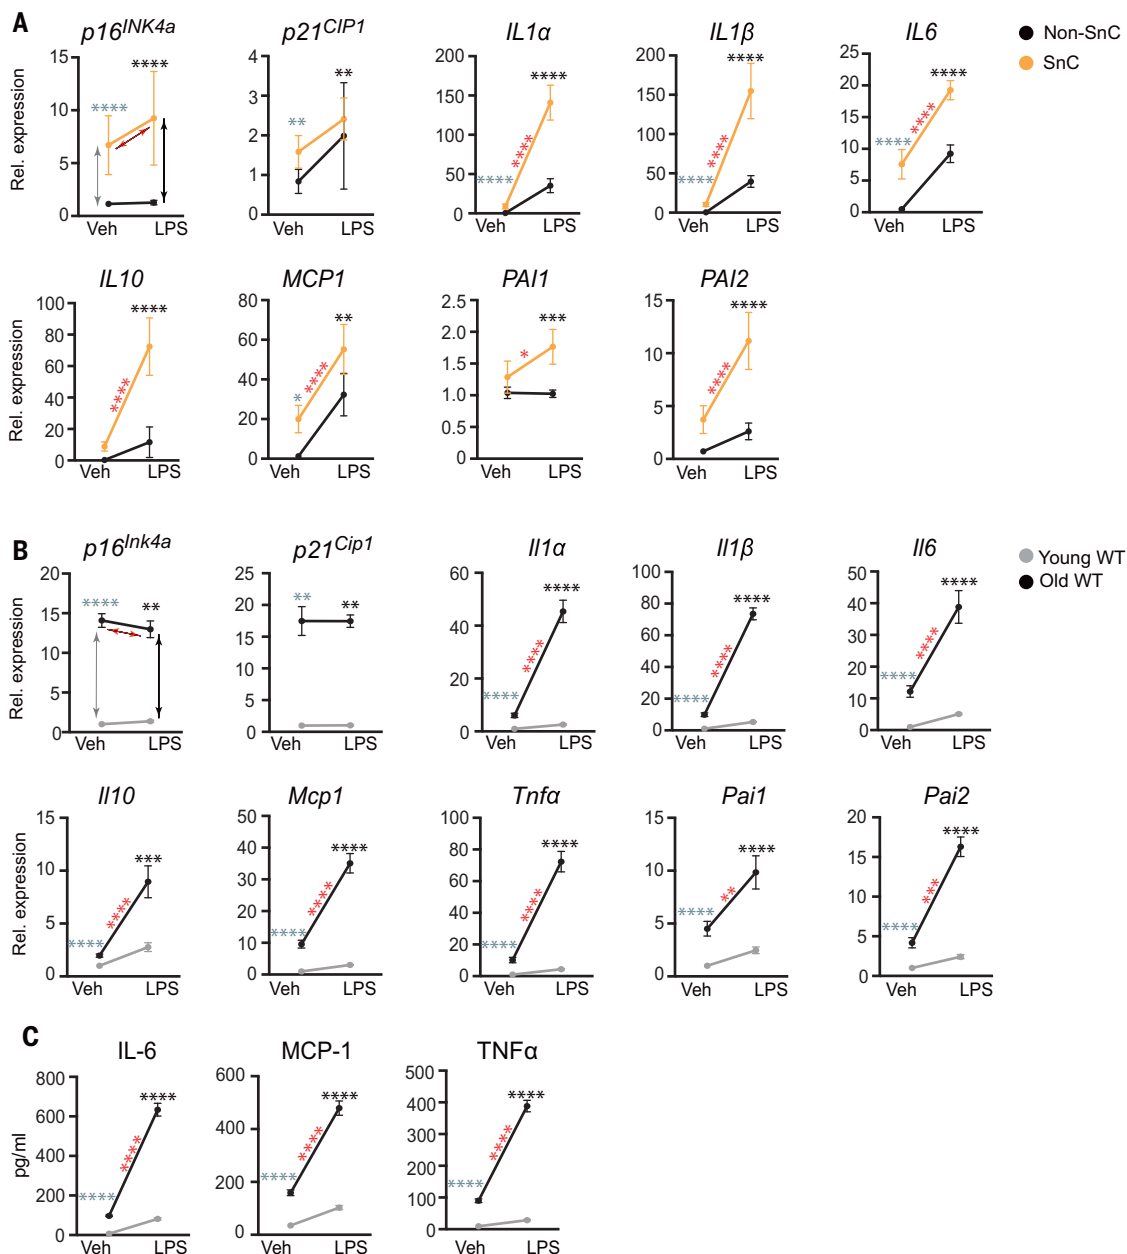 A
p16INK4a
p21CIP1
IL1α
IL1β
IL6
Non-SnC
SnC
Rel. expression
15
10
5
0
****
****
Veh
LPS
4
3
2
1
0
**
**
Veh
LPS
200
150
100
50
0
****
****
****
Veh
LPS
200
150
100
50
0
****
****
****
Veh
LPS
25
20
15
10
5
0
****
****
****
Veh
LPS
IL10
MCP1
PAI1
PAI2
Rel. expression
100
80
60
40
20
0
****
****
Veh
LPS
80
60
40
20
0
*
****
**
Veh
LPS
2.5
2.0
1.5
1.0
0.5
0
*
***
Veh
LPS
15
10
5
0
****
****
Veh
LPS
B
p16Ink4a
p21Cip1
Il1α
Il1β
Il6
Young WT
Old WT
Rel. expression
20
15
10
5
0
****
**
Veh
LPS
25
20
15
10
5
0
**
**
Veh
LPS
60
40
20
0
****
****
****
Veh
LPS
100
80
60
40
20
0
****
****
****
Veh
LPS
50
40
30
20
10
0
****
****
****
Veh
LPS
Il10
Mcp1
Tnfα
Pai1
Pai2
Rel. expression
15
10
5
0
****
****
***
Veh
LPS
50
40
30
20
10
0
****
****
****
Veh
LPS
100
80
60
40
20
0
****
****
****
Veh
LPS
15
10
5
0
****
**
****
Veh
LPS
20
15
10
5
0
****
***
****
Veh
LPS
C
IL-6
MCP-1
TNFα
pg/ml
800
600
400
200
0
****
****
****
Veh
LPS
600
400
200
0
****
****
****
Veh
LPS
500
400
300
200
100
0
****
****
****
Veh
LPS